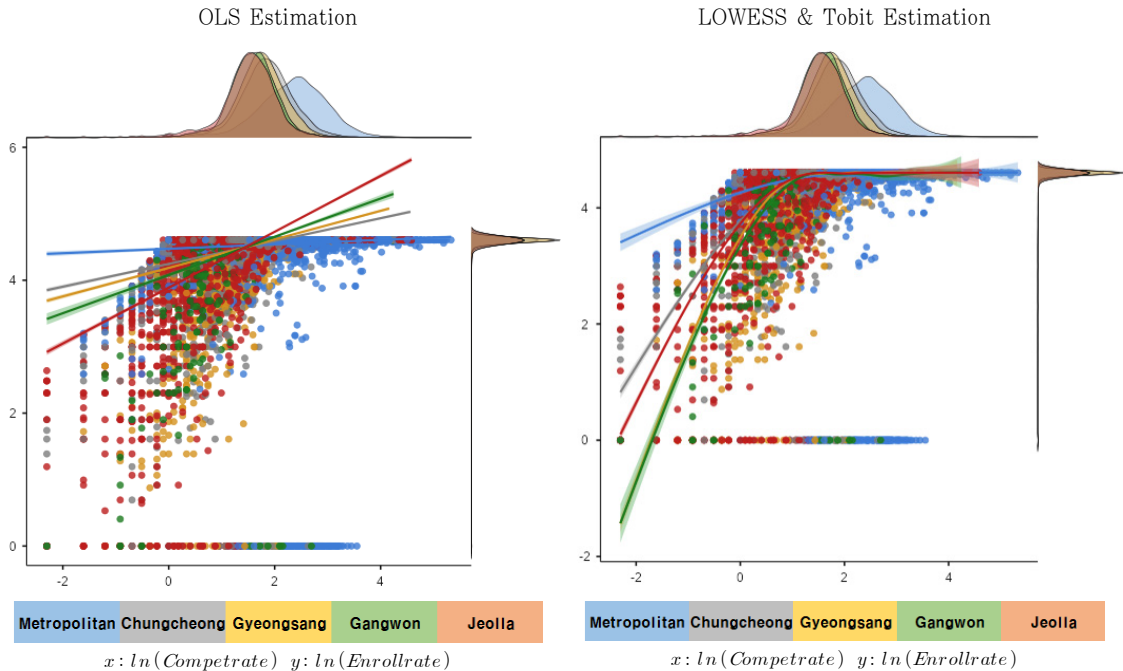 OLS Estimation
6
4
2
0
-2 0 2 4
Metropolitan Chungcheong Gyeongsang Gangwon Jeolla
x : ln(Competrate) y : ln(Enrollrate)
LOWESS & Tobit Estimation
4
2
0
-2
-2 0 2 4
Metropolitan Chungcheong Gyeongsang Gangwon Jeolla
x : ln(Competrate) y : ln(Enrollrate)